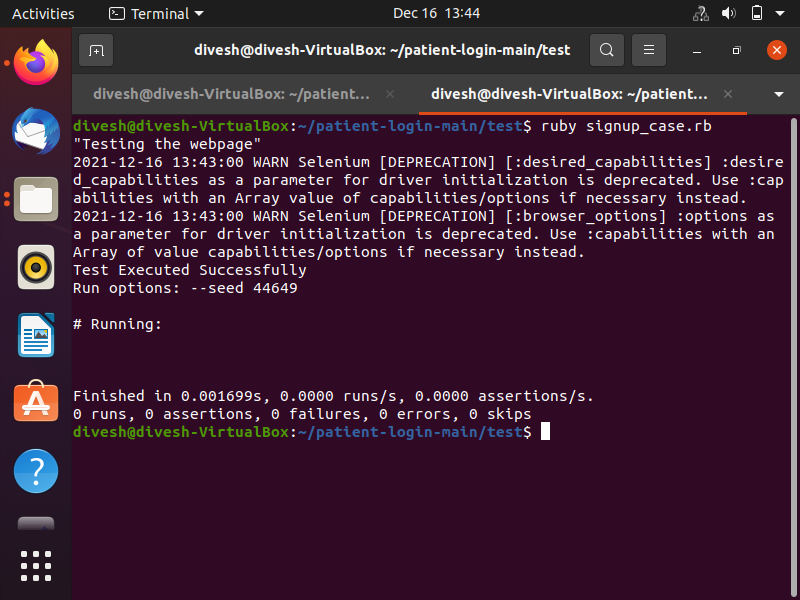 Activities
Terminal
Dec 16 13:44
divesh@divesh-VirtualBox: ~/patient-login-main/test
divesh@divesh-VirtualBox: ~/patient...
divesh@divesh-VirtualBox: ~/patient...
divesh@divesh-VirtualBox:~/patient-login-main/test$ ruby signup_case.rb
"Testing the webpage"
2021-12-16 13:43:00 WARN Selenium [DEPRECATION] [:desired_capabilities] :desire
d_capabilities as a parameter for driver initialization is deprecated. Use :cap
abilities with an Array value of capabilities/options if necessary instead.
2021-12-16 13:43:00 WARN Selenium [DEPRECATION] [:browser_options] :options as
a parameter for driver initialization is deprecated. Use :capabilities with an
Array of value capabilities/options if necessary instead.
Test Executed Successfully
Run options: --seed 44649
# Running:
Finished in 0.001699s, 0.0000 runs/s, 0.0000 assertions/s.
0 runs, 0 assertions, 0 failures, 0 errors, 0 skips
divesh@divesh-VirtualBox:~/patient-login-main/test$